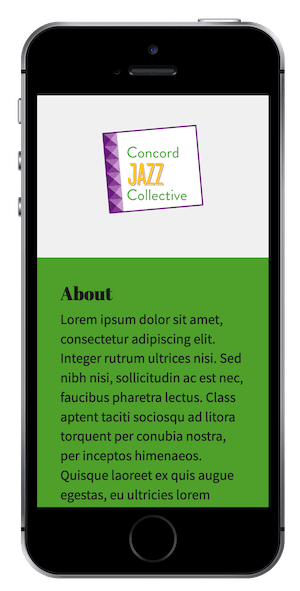 Concord
JAZZ
Collective
About
Lorem ipsum dolor sit amet,
consectetur adipiscing elit.
Integer rutrum ultrices nisi. Sed
nibh nisi, sollicitudin ac est nec,
faucibus pharetra lectus. Class
aptent taciti sociosqu ad litora
torquent per conubia nostra,
per inceptos himenaeos.
Quisque laoreet ex quis augue
egestas, eu ultricies lorem